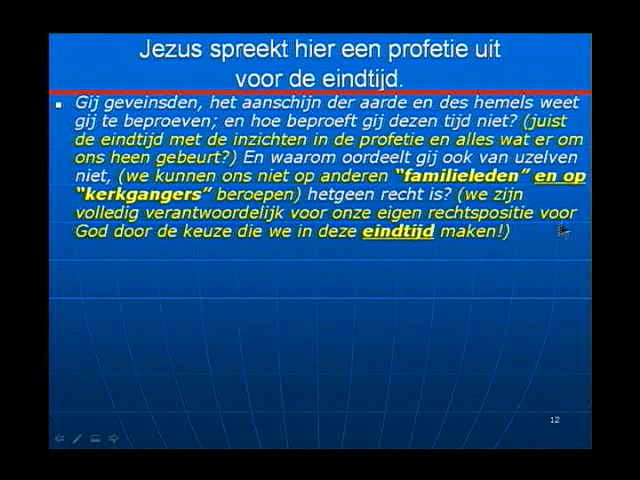 Jezus spreekt hier een profetie uit
voor de eindtijd.
Gij geveinsden, het aanschijn der aarde en des hemels weet
gij te beproeven; en hoe beproeft gij dezen tijd niet? (juist
de eindtijd met de inzichten in de profetie en alles wat er om
ons heen gebeurt?) En waarom oordeelt gij ook van uzelven
niet, (we kunnen ons niet op anderen “familieleden” en op
“kerkgangers” beroepen) hetgeen recht is? (we zijn
volledig verantwoordelijk voor onze eigen rechtspositie voor
God door de keuze die we in deze eindtijd maken!)
12